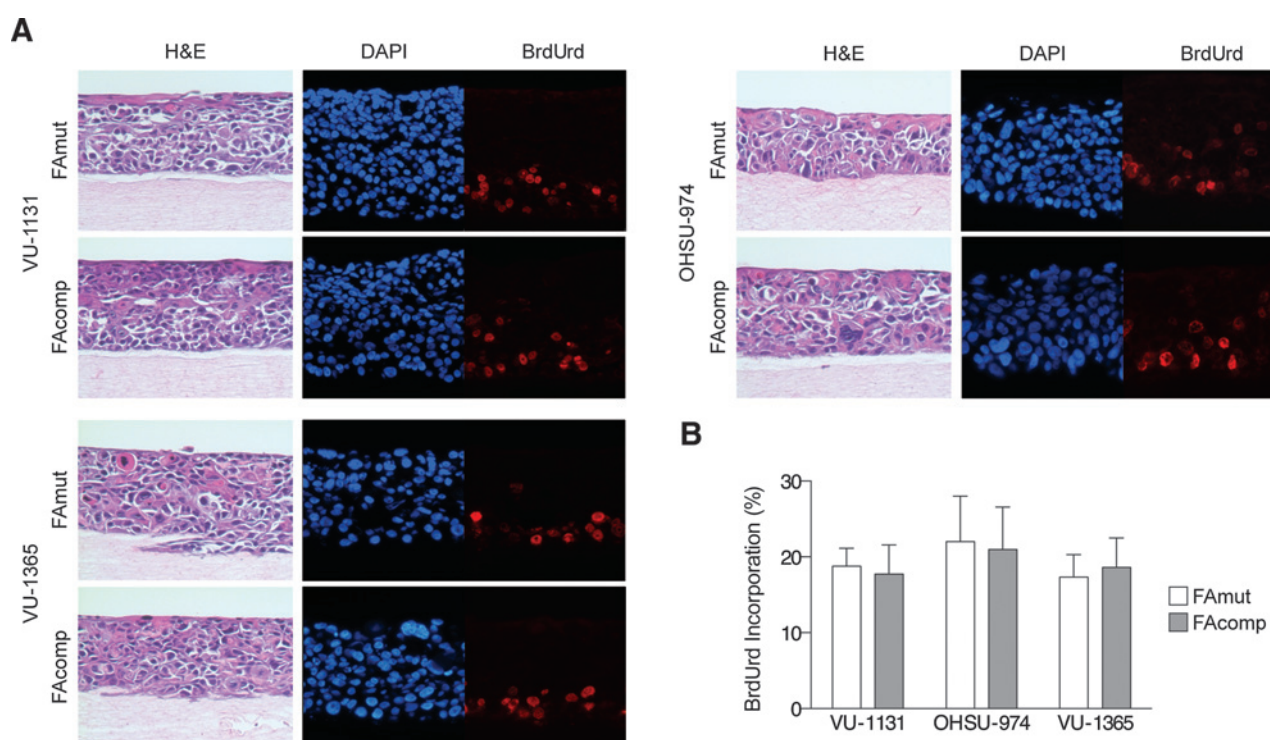 A
H&E DAPI BrdUrd
VU-1131
FAmut
FAcomp
VU-1365
FAmut
FAcomp
H&E DAPI BrdUrd
OHSU-974
FAmut
FAcomp
B
BrdUrd Incorporation (%)
30
20
10
0
VU-1131 OHSU-974 VU-1365
FAmut
FAcomp